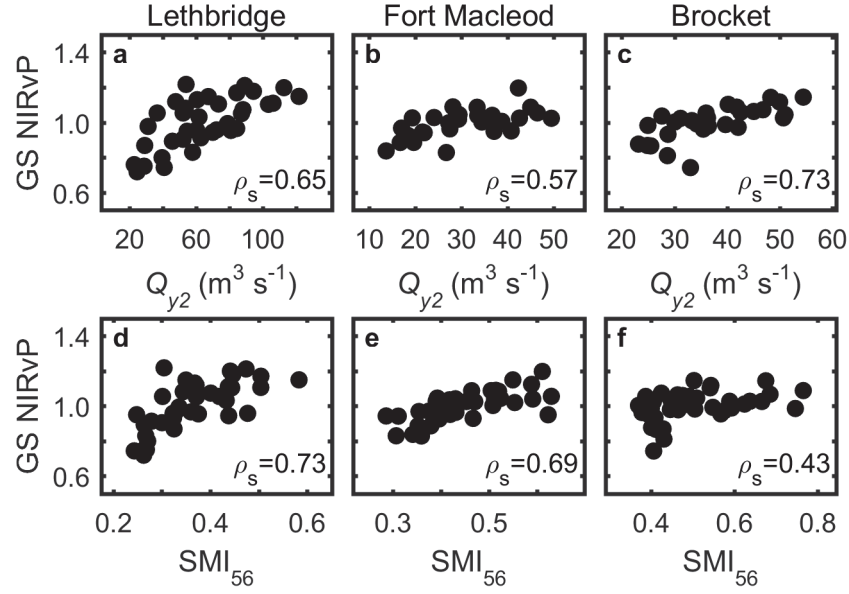 Lethbridge Fort Macleod Brocket
a b c
GS NIRvP
1.4
1.0
0.6
ρs=0.65 ρs=0.57 ρs=0.73
20 60 100 10 20 30 40 50 20 30 40 50 60
Qy2 (m³ s⁻¹) Qy2 (m³ s⁻¹) Qy2 (m³ s⁻¹)
d e f
GS NIRvP
1.4
1.0
0.6
ρs=0.73 ρs=0.69 ρs=0.43
0.2 0.4 0.6 0.3 0.5 0.4 0.6 0.8
SMI56 SMI56 SMI56